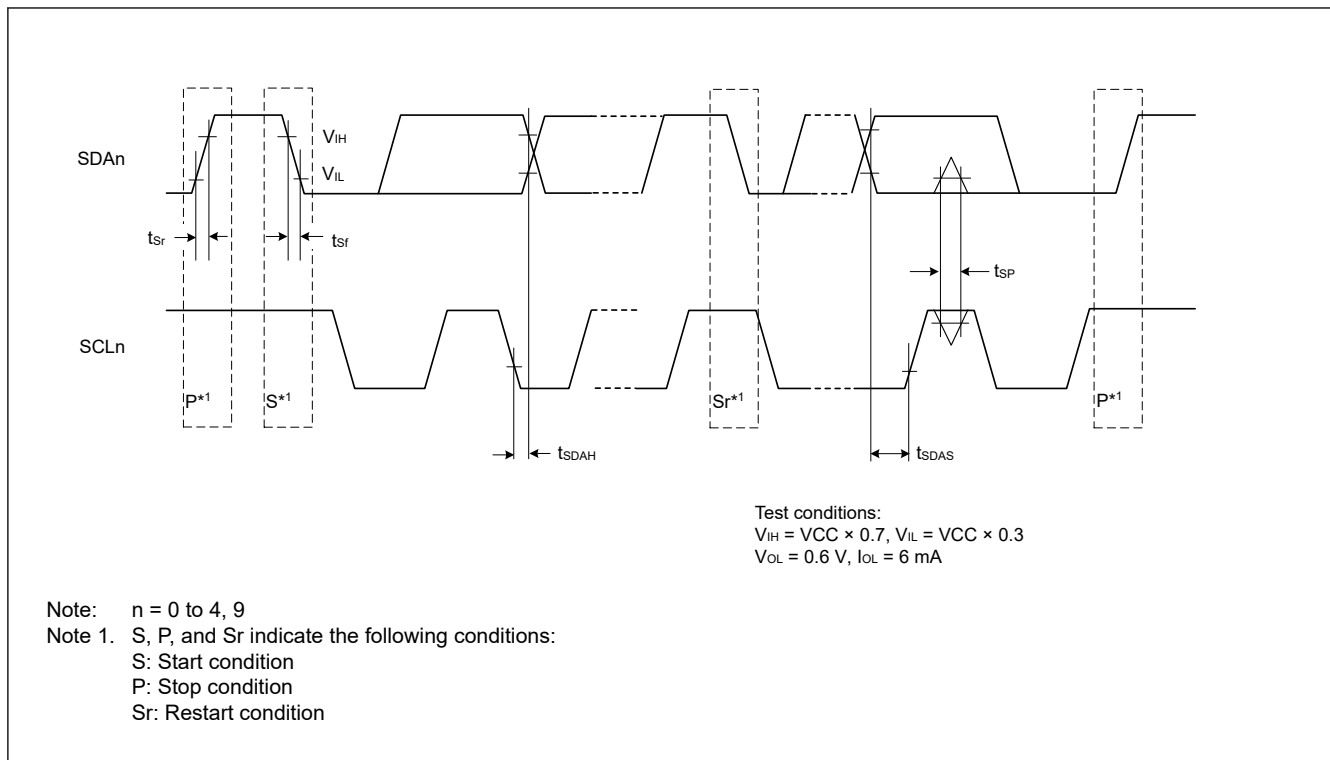 SDAn
VIH
VIL
tSr
tSf
tSP
SCLn
P*1
S*1
Sr*1
P*1
tSDAH
tSDAS
Test conditions:
VIH = VCC × 0.7, VIL = VCC × 0.3
VOL = 0.6 V, IOL = 6 mA
Note: n = 0 to 4, 9
Note 1. S, P, and Sr indicate the following conditions:
S: Start condition
P: Stop condition
Sr: Restart condition